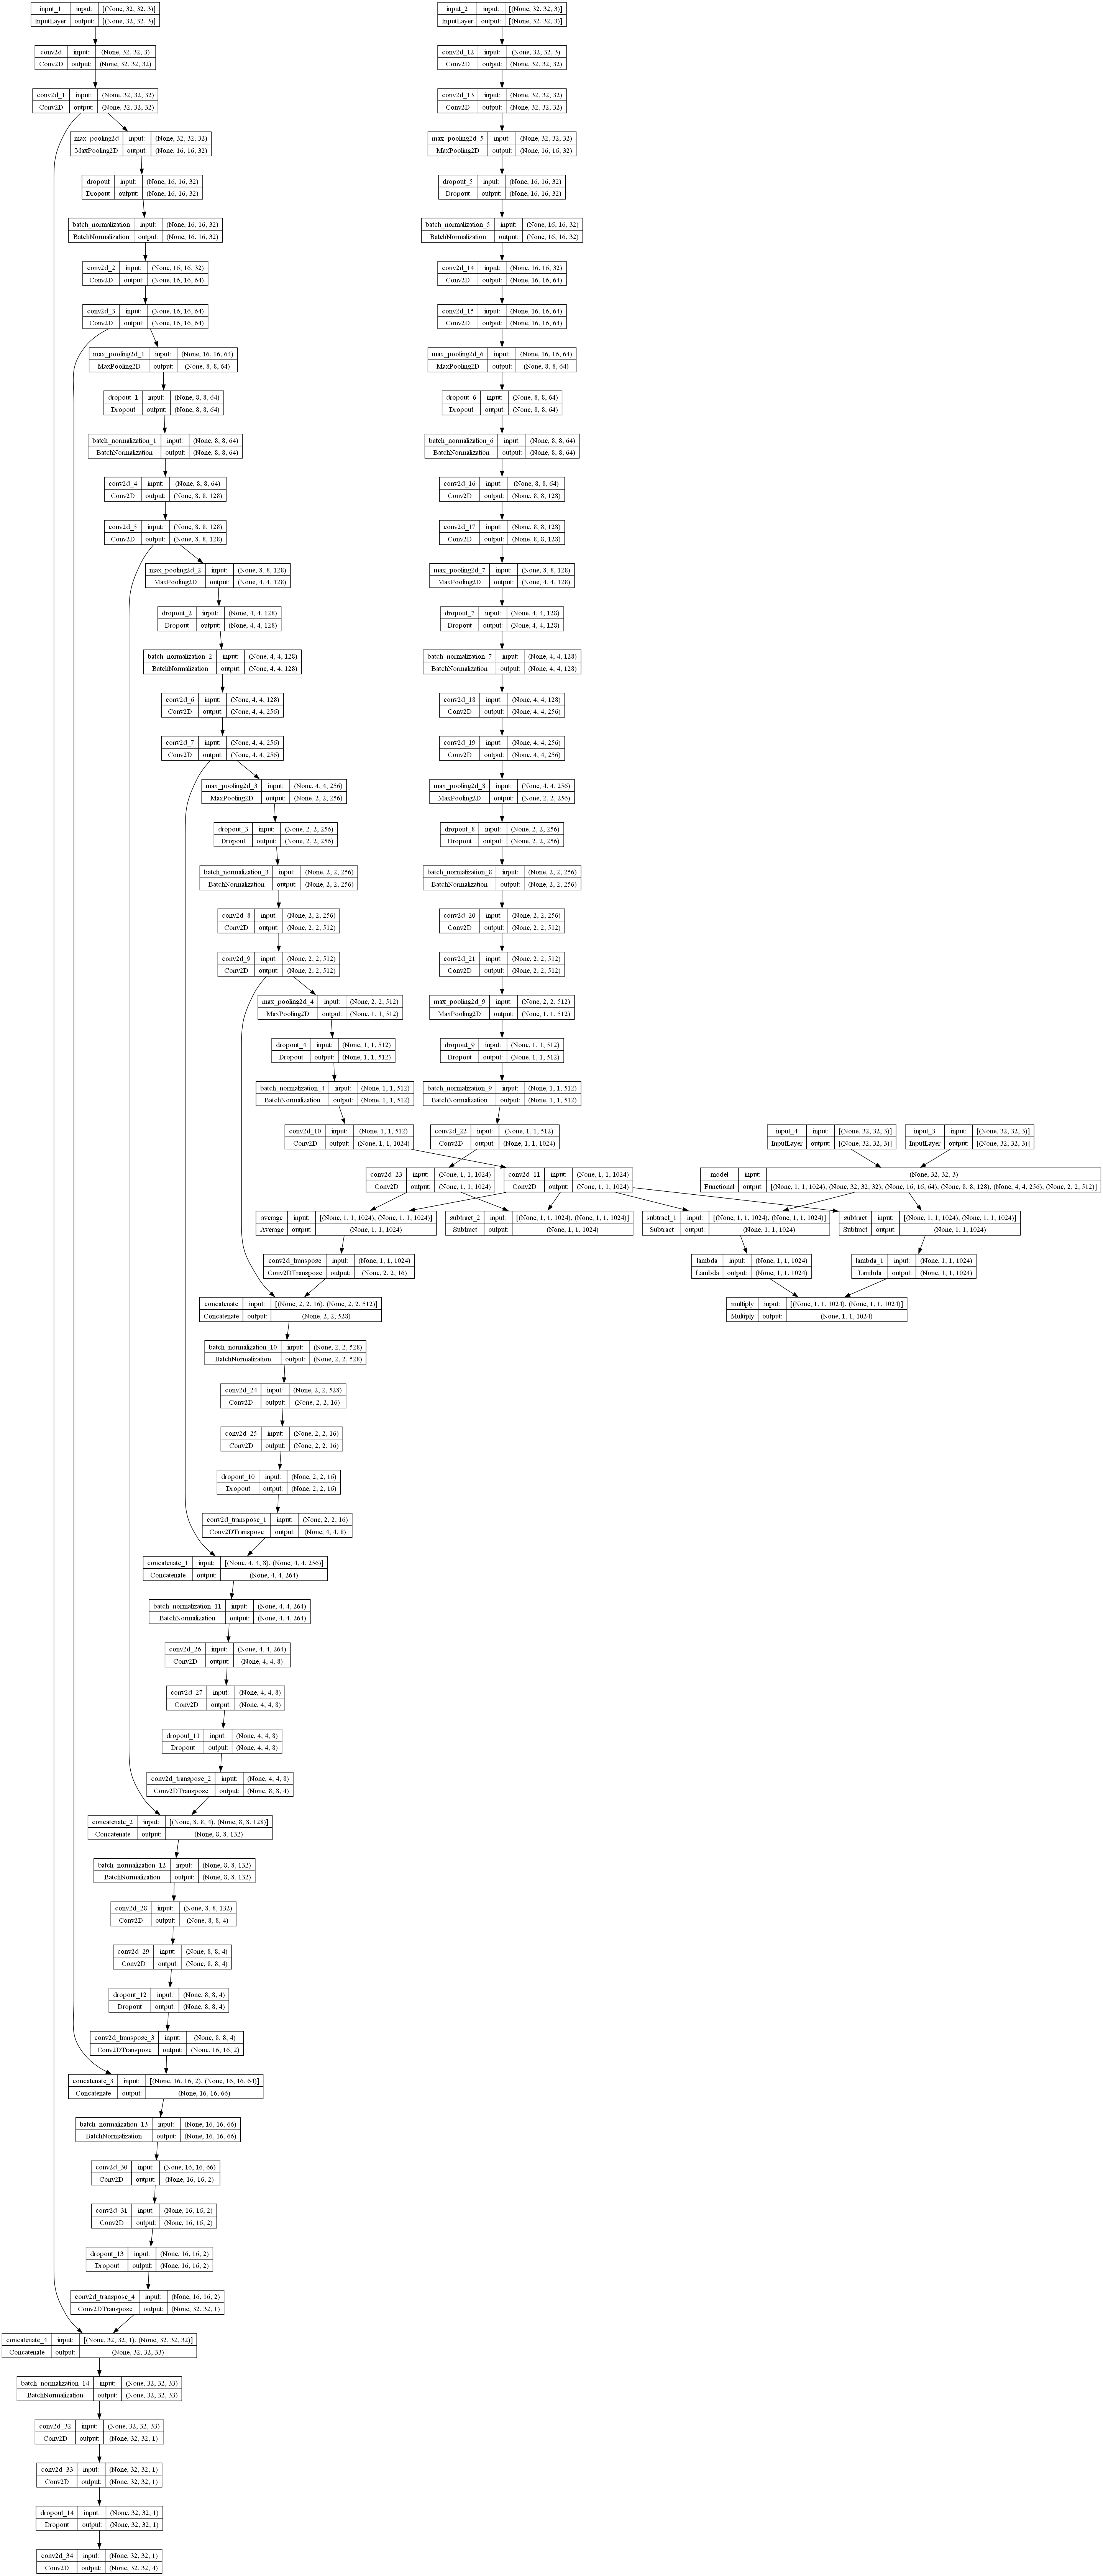 input_1 input: [(None, 32, 32, 3)]
InputLayer output: [(None, 32, 32, 3)]
input_2 input: [(None, 32, 32, 3)]
InputLayer output: [(None, 32, 32, 3)]
conv2d input: (None, 32, 32, 3)
Conv2D output: (None, 32, 32, 32)
conv2d_12 input: (None, 32, 32, 3)
Conv2D output: (None, 32, 32, 32)
conv2d_1 input: (None, 32, 32, 32)
Conv2D output: (None, 32, 32, 32)
conv2d_13 input: (None, 32, 32, 32)
Conv2D output: (None, 32, 32, 32)
max_pooling2d input: (None, 32, 32, 32)
MaxPooling2D output: (None, 16, 16, 32)
max_pooling2d_5 input: (None, 32, 32, 32)
MaxPooling2D output: (None, 16, 16, 32)
dropout input: (None, 16, 16, 32)
Dropout output: (None, 16, 16, 32)
dropout_5 input: (None, 16, 16, 32)
Dropout output: (None, 16, 16, 32)
batch_normalization input: (None, 16, 16, 32)
BatchNormalization output: (None, 16, 16, 32)
batch_normalization_5 input: (None, 16, 16, 32)
BatchNormalization output: (None, 16, 16, 32)
conv2d_2 input: (None, 16, 16, 32)
Conv2D output: (None, 16, 16, 64)
conv2d_14 input: (None, 16, 16, 32)
Conv2D output: (None, 16, 16, 64)
conv2d_3 input: (None, 16, 16, 64)
Conv2D output: (None, 16, 16, 64)
conv2d_15 input: (None, 16, 16, 64)
Conv2D output: (None, 16, 16, 64)
max_pooling2d_1 input: (None, 16, 16, 64)
MaxPooling2D output: (None, 8, 8, 64)
max_pooling2d_6 input: (None, 16, 16, 64)
MaxPooling2D output: (None, 8, 8, 64)
dropout_1 input: (None, 8, 8, 64)
Dropout output: (None, 8, 8, 64)
dropout_6 input: (None, 8, 8, 64)
Dropout output: (None, 8, 8, 64)
batch_normalization_1 input: (None, 8, 8, 64)
BatchNormalization output: (None, 8, 8, 64)
batch_normalization_6 input: (None, 8, 8, 64)
BatchNormalization output: (None, 8, 8, 64)
conv2d_4 input: (None, 8, 8, 64)
Conv2D output: (None, 8, 8, 128)
conv2d_16 input: (None, 8, 8, 64)
Conv2D output: (None, 8, 8, 128)
conv2d_5 input: (None, 8, 8, 128)
Conv2D output: (None, 8, 8, 128)
conv2d_17 input: (None, 8, 8, 128)
Conv2D output: (None, 8, 8, 128)
max_pooling2d_2 input: (None, 8, 8, 128)
MaxPooling2D output: (None, 4, 4, 128)
max_pooling2d_7 input: (None, 8, 8, 128)
MaxPooling2D output: (None, 4, 4, 128)
dropout_2 input: (None, 4, 4, 128)
Dropout output: (None, 4, 4, 128)
dropout_7 input: (None, 4, 4, 128)
Dropout output: (None, 4, 4, 128)
batch_normalization_2 input: (None, 4, 4, 128)
BatchNormalization output: (None, 4, 4, 128)
batch_normalization_7 input: (None, 4, 4, 128)
BatchNormalization output: (None, 4, 4, 128)
conv2d_6 input: (None, 4, 4, 128)
Conv2D output: (None, 4, 4, 256)
conv2d_18 input: (None, 4, 4, 128)
Conv2D output: (None, 4, 4, 256)
conv2d_7 input: (None, 4, 4, 256)
Conv2D output: (None, 4, 4, 256)
conv2d_19 input: (None, 4, 4, 256)
Conv2D output: (None, 4, 4, 256)
max_pooling2d_3 input: (None, 4, 4, 256)
MaxPooling2D output: (None, 2, 2, 256)
max_pooling2d_8 input: (None, 4, 4, 256)
MaxPooling2D output: (None, 2, 2, 256)
dropout_3 input: (None, 2, 2, 256)
Dropout output: (None, 2, 2, 256)
dropout_8 input: (None, 2, 2, 256)
Dropout output: (None, 2, 2, 256)
batch_normalization_3 input: (None, 2, 2, 256)
BatchNormalization output: (None, 2, 2, 256)
batch_normalization_8 input: (None, 2, 2, 256)
BatchNormalization output: (None, 2, 2, 256)
conv2d_8 input: (None, 2, 2, 256)
Conv2D output: (None, 2, 2, 512)
conv2d_20 input: (None, 2, 2, 256)
Conv2D output: (None, 2, 2, 512)
conv2d_9 input: (None, 2, 2, 512)
Conv2D output: (None, 2, 2, 512)
conv2d_21 input: (None, 2, 2, 512)
Conv2D output: (None, 2, 2, 512)
max_pooling2d_4 input: (None, 2, 2, 512)
MaxPooling2D output: (None, 1, 1, 512)
max_pooling2d_9 input: (None, 2, 2, 512)
MaxPooling2D output: (None, 1, 1, 512)
dropout_4 input: (None, 1, 1, 512)
Dropout output: (None, 1, 1, 512)
dropout_9 input: (None, 1, 1, 512)
Dropout output: (None, 1, 1, 512)
batch_normalization_4 input: (None, 1, 1, 512)
BatchNormalization output: (None, 1, 1, 512)
batch_normalization_9 input: (None, 1, 1, 512)
BatchNormalization output: (None, 1, 1, 512)
conv2d_10 input: (None, 1, 1, 512)
Conv2D output: (None, 1, 1, 1024)
conv2d_22 input: (None, 1, 1, 512)
Conv2D output: (None, 1, 1, 1024)
input_4 input: [(None, 32, 32, 3)]
InputLayer output: [(None, 32, 32, 3)]
input_3 input: [(None, 32, 32, 3)]
InputLayer output: [(None, 32, 32, 3)]
conv2d_23 input: (None, 1, 1, 1024)
Conv2D output: (None, 1, 1, 1024)
conv2d_11 input: (None, 1, 1, 1024)
Conv2D output: (None, 1, 1, 1024)
model input: (None, 32, 32, 3)
Functional output: [(None, 1, 1, 1024), (None, 32, 32, 32), (None, 16, 16, 64), (None, 8, 8, 128), (None, 4, 4, 256), (None, 2, 2, 512)]
average input: [(None, 1, 1, 1024), (None, 1, 1, 1024)]
Average output: (None, 1, 1, 1024)
subtract_2 input: [(None, 1, 1, 1024), (None, 1, 1, 1024)]
Subtract output: (None, 1, 1, 1024)
subtract_1 input: [(None, 1, 1, 1024), (None, 1, 1, 1024)]
Subtract output: (None, 1, 1, 1024)
subtract input: [(None, 1, 1, 1024), (None, 1, 1, 1024)]
Subtract output: (None, 1, 1, 1024)
conv2d_transpose input: (None, 1, 1, 1024)
Conv2DTranspose output: (None, 2, 2, 16)
lambda input: (None, 1, 1, 1024)
Lambda output: (None, 1, 1, 1024)
lambda_1 input: (None, 1, 1, 1024)
Lambda output: (None, 1, 1, 1024)
concatenate input: [(None, 2, 2, 16), (None, 2, 2, 512)]
Concatenate output: (None, 2, 2, 528)
multiply input: [(None, 1, 1, 1024), (None, 1, 1, 1024)]
Multiply output: (None, 1, 1, 1024)
batch_normalization_10 input: (None, 2, 2, 528)
BatchNormalization output: (None, 2, 2, 528)
conv2d_24 input: (None, 2, 2, 528)
Conv2D output: (None, 2, 2, 16)
conv2d_25 input: (None, 2, 2, 16)
Conv2D output: (None, 2, 2, 16)
dropout_10 input: (None, 2, 2, 16)
Dropout output: (None, 2, 2, 16)
conv2d_transpose_1 input: (None, 2, 2, 16)
Conv2DTranspose output: (None, 4, 4, 8)
concatenate_1 input: [(None, 4, 4, 8), (None, 4, 4, 256)]
Concatenate output: (None, 4, 4, 264)
batch_normalization_11 input: (None, 4, 4, 264)
BatchNormalization output: (None, 4, 4, 264)
conv2d_26 input: (None, 4, 4, 264)
Conv2D output: (None, 4, 4, 8)
conv2d_27 input: (None, 4, 4, 8)
Conv2D output: (None, 4, 4, 8)
dropout_11 input: (None, 4, 4, 8)
Dropout output: (None, 4, 4, 8)
conv2d_transpose_2 input: (None, 4, 4, 8)
Conv2DTranspose output: (None, 8, 8, 4)
concatenate_2 input: [(None, 8, 8, 4), (None, 8, 8, 128)]
Concatenate output: (None, 8, 8, 132)
batch_normalization_12 input: (None, 8, 8, 132)
BatchNormalization output: (None, 8, 8, 132)
conv2d_28 input: (None, 8, 8, 132)
Conv2D output: (None, 8, 8, 4)
conv2d_29 input: (None, 8, 8, 4)
Conv2D output: (None, 8, 8, 4)
dropout_12 input: (None, 8, 8, 4)
Dropout output: (None, 8, 8, 4)
conv2d_transpose_3 input: (None, 8, 8, 4)
Conv2DTranspose output: (None, 16, 16, 2)
concatenate_3 input: [(None, 16, 16, 2), (None, 16, 16, 64)]
Concatenate output: (None, 16, 16, 66)
batch_normalization_13 input: (None, 16, 16, 66)
BatchNormalization output: (None, 16, 16, 66)
conv2d_30 input: (None, 16, 16, 66)
Conv2D output: (None, 16, 16, 2)
conv2d_31 input: (None, 16, 16, 2)
Conv2D output: (None, 16, 16, 2)
dropout_13 input: (None, 16, 16, 2)
Dropout output: (None, 16, 16, 2)
conv2d_transpose_4 input: (None, 16, 16, 2)
Conv2DTranspose output: (None, 32, 32, 1)
concatenate_4 input: [(None, 32, 32, 1), (None, 32, 32, 32)]
Concatenate output: (None, 32, 32, 33)
batch_normalization_14 input: (None, 32, 32, 33)
BatchNormalization output: (None, 32, 32, 33)
conv2d_32 input: (None, 32, 32, 33)
Conv2D output: (None, 32, 32, 1)
conv2d_33 input: (None, 32, 32, 1)
Conv2D output: (None, 32, 32, 1)
dropout_14 input: (None, 32, 32, 1)
Dropout output: (None, 32, 32, 1)
conv2d_34 input: (None, 32, 32, 1)
Conv2D output: (None, 32, 32, 4)